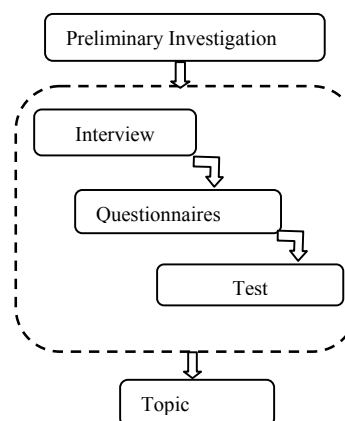 Preliminary Investigation
Interview
Questionnaires
Test
Topic